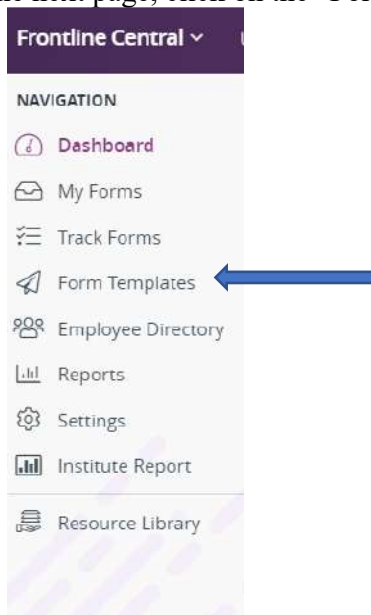 Frontline Central
NAVIGATION
Dashboard
My Forms
Track Forms
Form Templates
Employee Directory
Reports
Settings
Institute Report
Resource Library